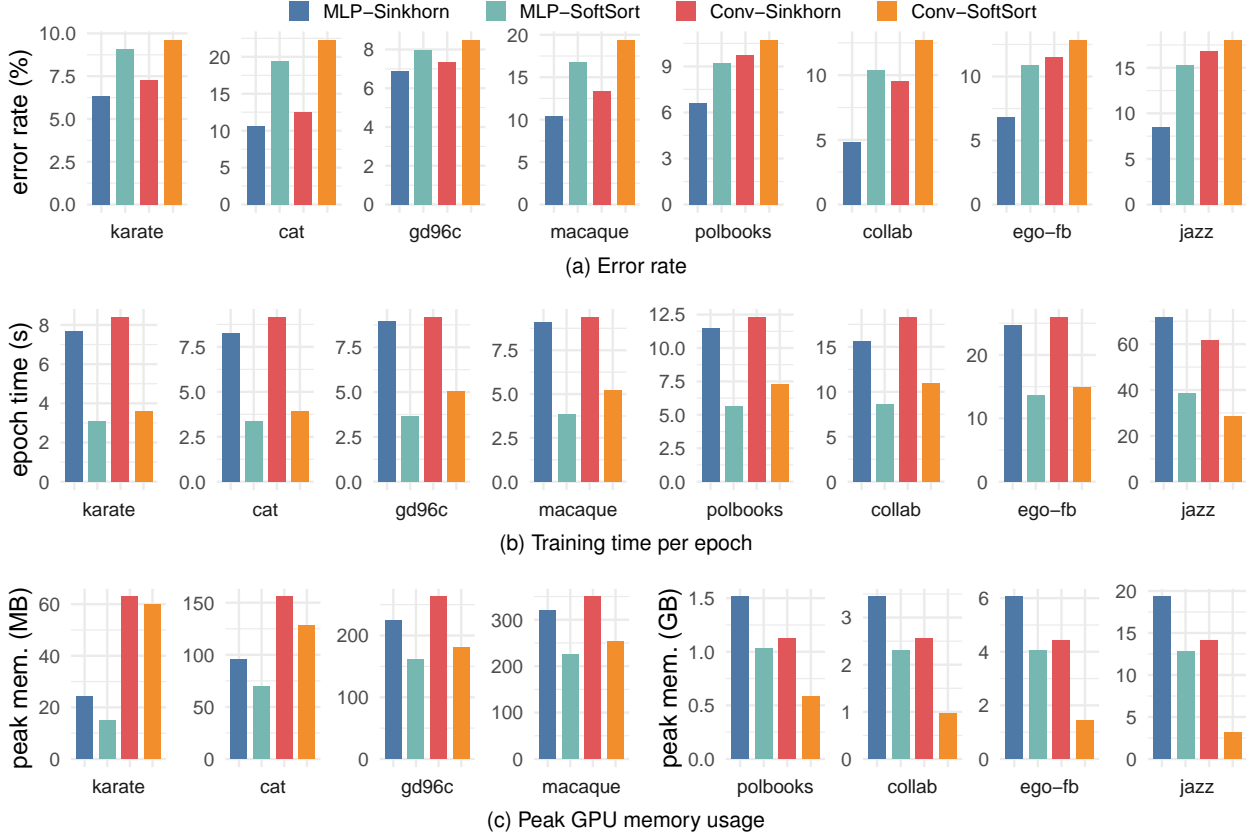 MLP−Sinkhorn MLP−SoftSort Conv−Sinkhorn Conv−SoftSort
error rate (%)
10.0 7.5 5.0 2.5 0.0
20 15 10 5 0
8 6 4 2 0
20 15 10 5 0
9 6 3 0
10 5 0
10 5 0
15 10 5 0
karate cat gd96c macaque polbooks collab ego−fb jazz
(a) Error rate
epoch time (s)
8 6 4 2 0
7.5 5.0 2.5 0.0
7.5 5.0 2.5 0.0
7.5 5.0 2.5 0.0
12.5 10.0 7.5 5.0 2.5 0.0
15 10 5 0
20 10 0
60 40 20 0
karate cat gd96c macaque polbooks collab ego−fb jazz
(b) Training time per epoch
peak mem. (MB)
60 40 20 0
150 100 50 0
200 100 0
300 200 100 0
peak mem. (GB)
1.5 1.0 0.5 0.0
3 2 1 0
6 4 2 0
20 15 10 5 0
karate cat gd96c macaque polbooks collab ego−fb jazz
(c) Peak GPU memory usage